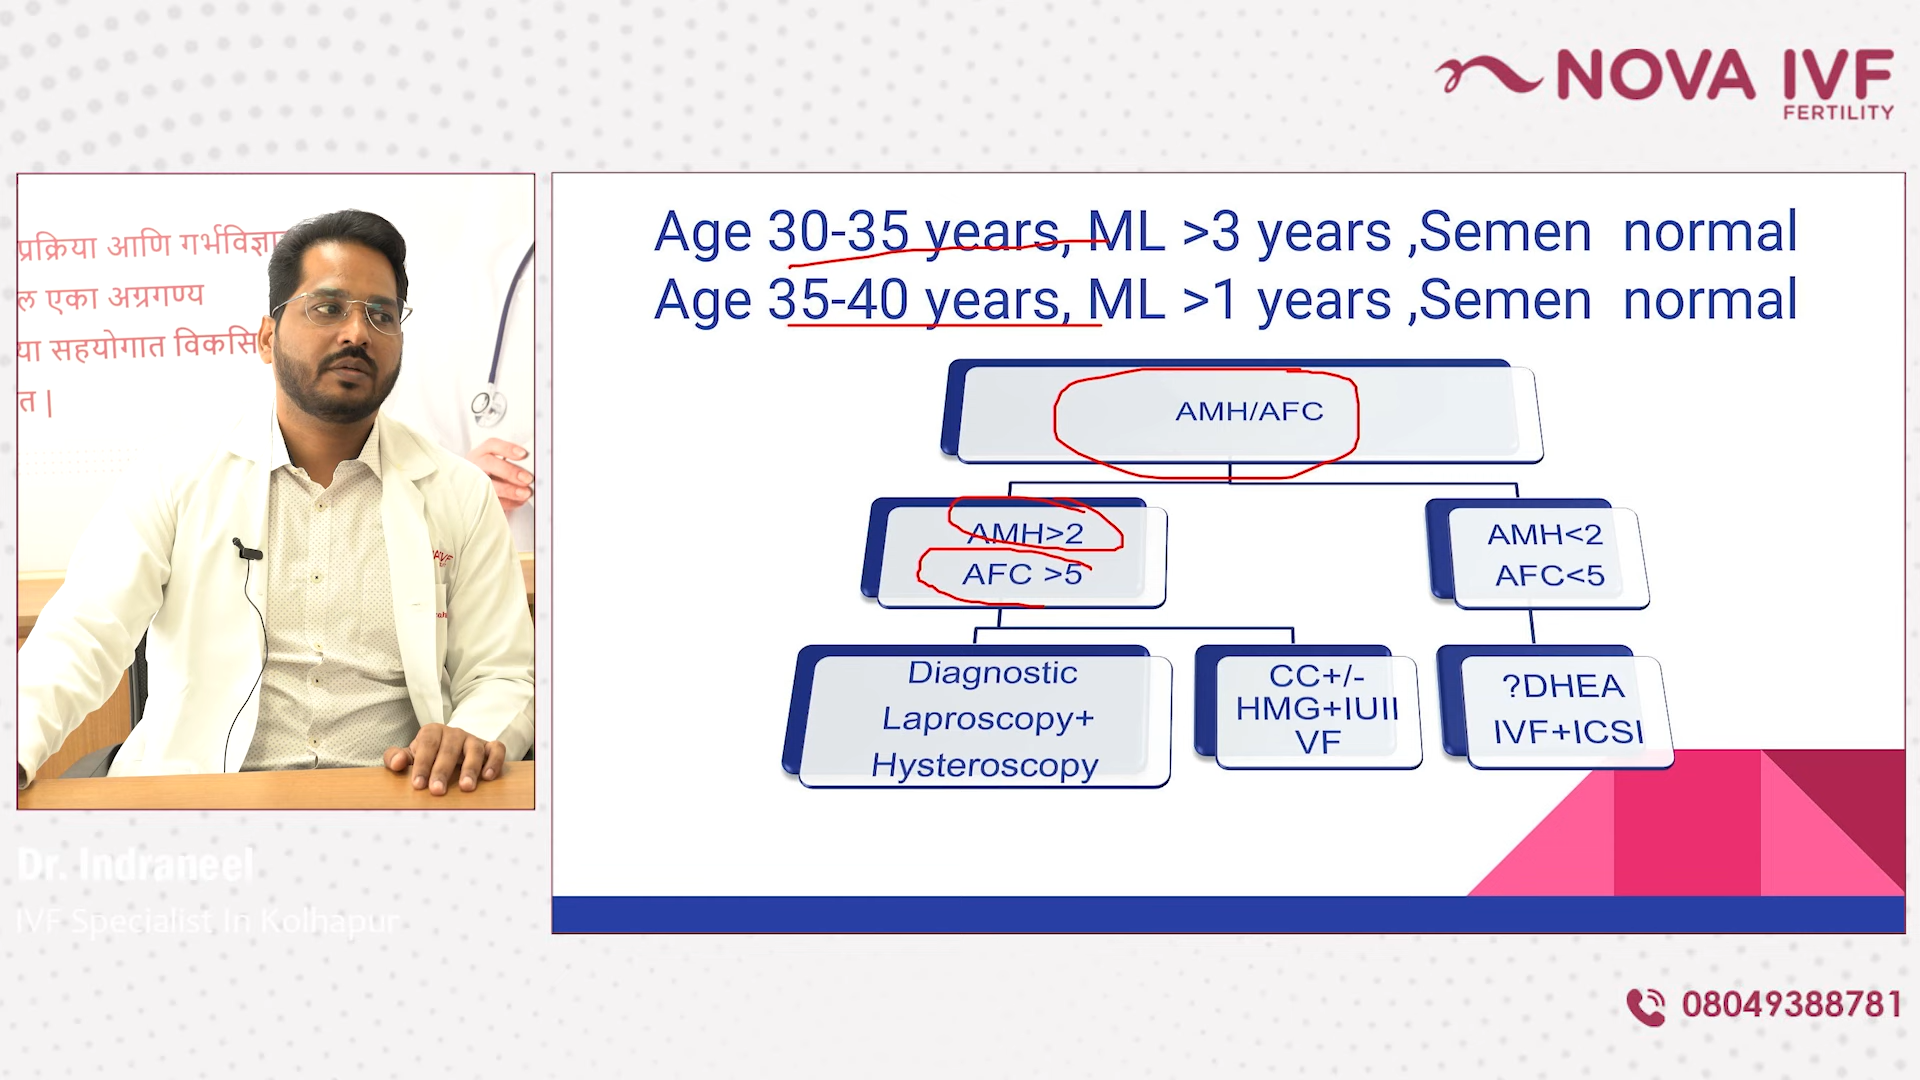 NOVA IVF
FERTILITY
प्रक्रिया आणि गर्भविज्ञा
ल एका अग्रगण्य
या सहयोगात विकसि
त |
Dr. Indraneel
IVF Specialist In Kolhapur
Age 30-35 years, ML >3 years ,Semen normal
Age 35-40 years, ML >1 years ,Semen normal
AMH/AFC
AMH>2
AFC >5
AMH<2
AFC<5
Diagnostic
Laproscopy+
Hysteroscopy
CC+/-
HMG+IUII
VF
?DHEA
IVF+ICSI
08049388781